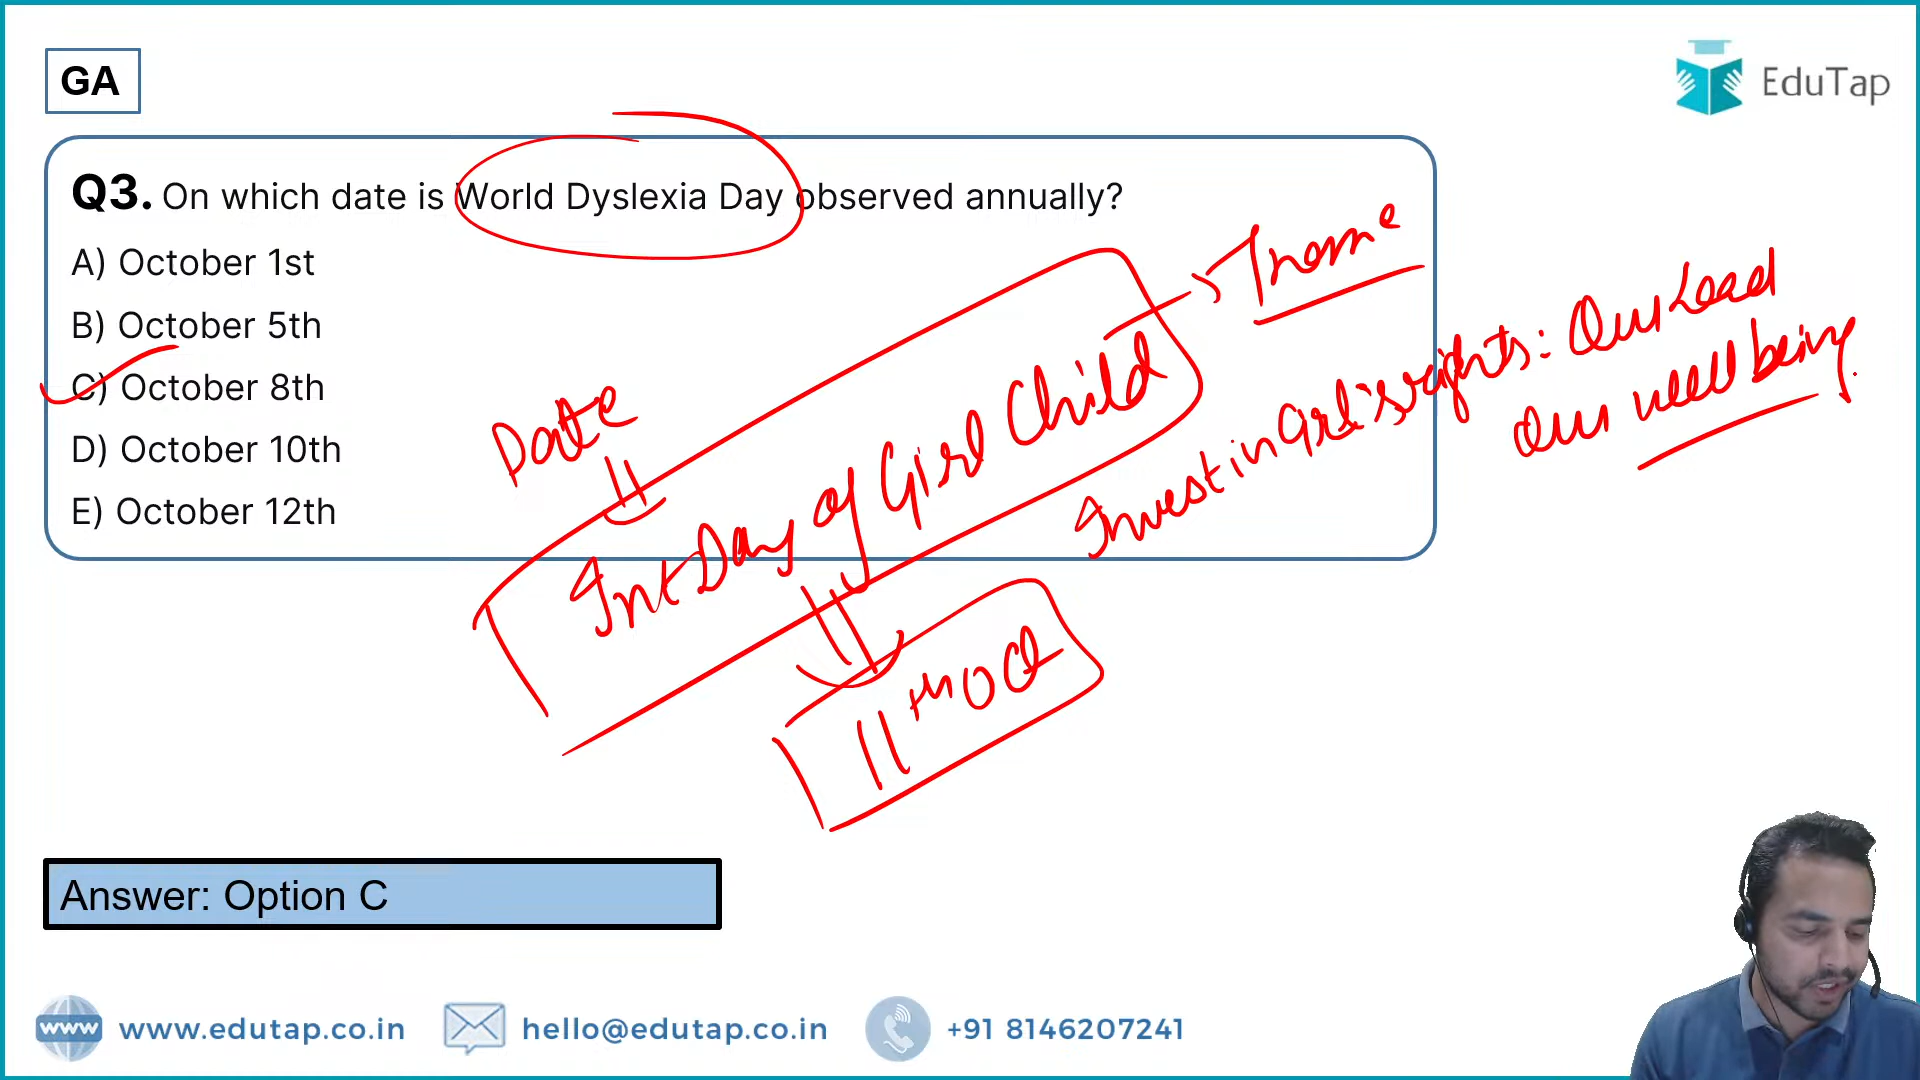 GA
EduTap
Q3. On which date is World Dyslexia Day observed annually?
A) October 1st
B) October 5th
C) October 8th
D) October 10th
E) October 12th
Date
Int Day of Girl Child
Theme
Invest in Girl's rights: Our Lead
Our well being
11th Oct
Answer: Option C
www
www.edutap.co.in
hello@edutap.co.in
+91 8146207241